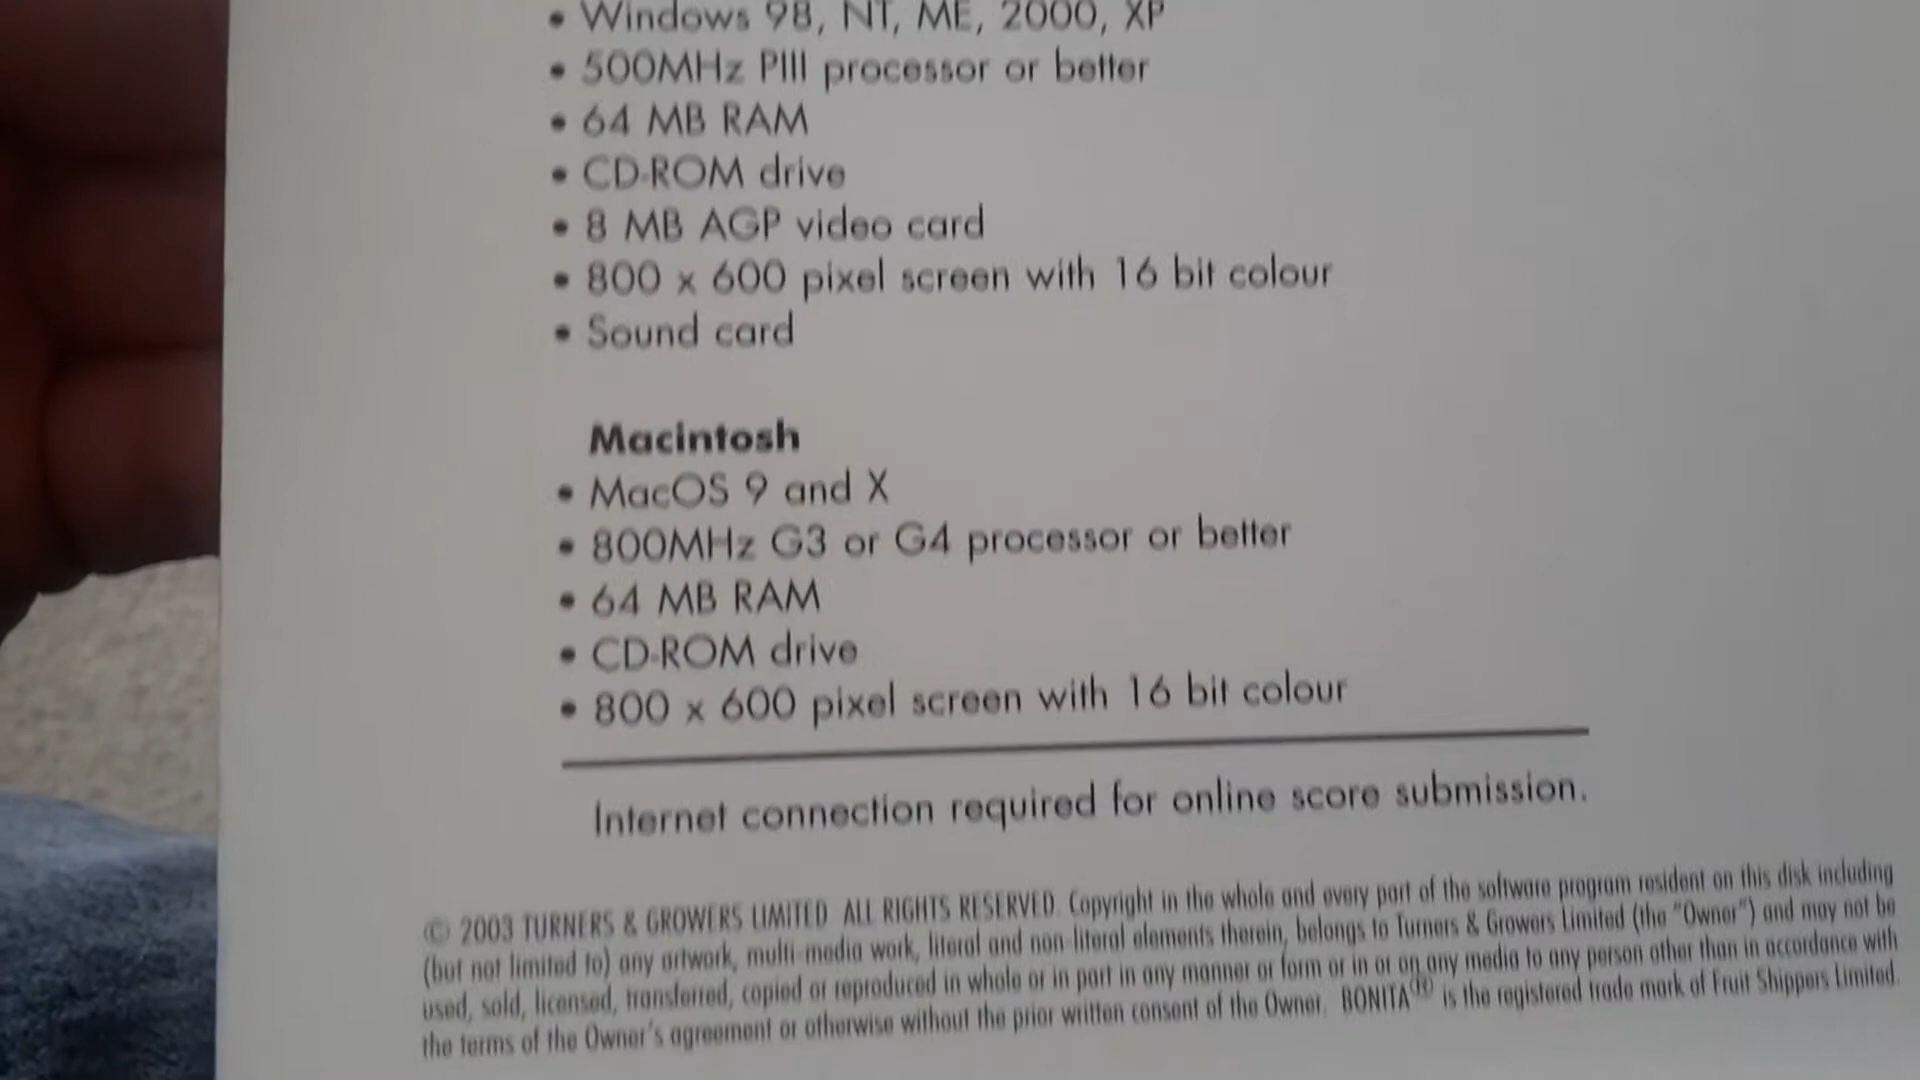 • Windows 98, NT, ME, 2000, XP
• 500MHz PIII processor or better
• 64 MB RAM
• CD-ROM drive
• 8 MB AGP video card
• 800 x 600 pixel screen with 16 bit colour
• Sound card
Macintosh
• MacOS 9 and X
• 800MHz G3 or G4 processor or better
• 64 MB RAM
• CD-ROM drive
• 800 x 600 pixel screen with 16 bit colour
Internet connection required for online score submission.
© 2003 TURNERS & GROWERS LIMITED ALL RIGHTS RESERVED. Copyright in the whole and every part of the software program resident on this disk including
(but not limited to) any artwork, multi-media work, literal and non-literal elements therein, belongs to Turners & Growers Limited (the "Owner") and may not be
used, sold, licensed, transferred, copied or reproduced in whole or in part in any manner or form or in or on any media to any person other than in accordance with
the terms of the Owner's agreement or otherwise without the prior written consent of the Owner. BONITA® is the registered trade mark of Fruit Shippers Limited.